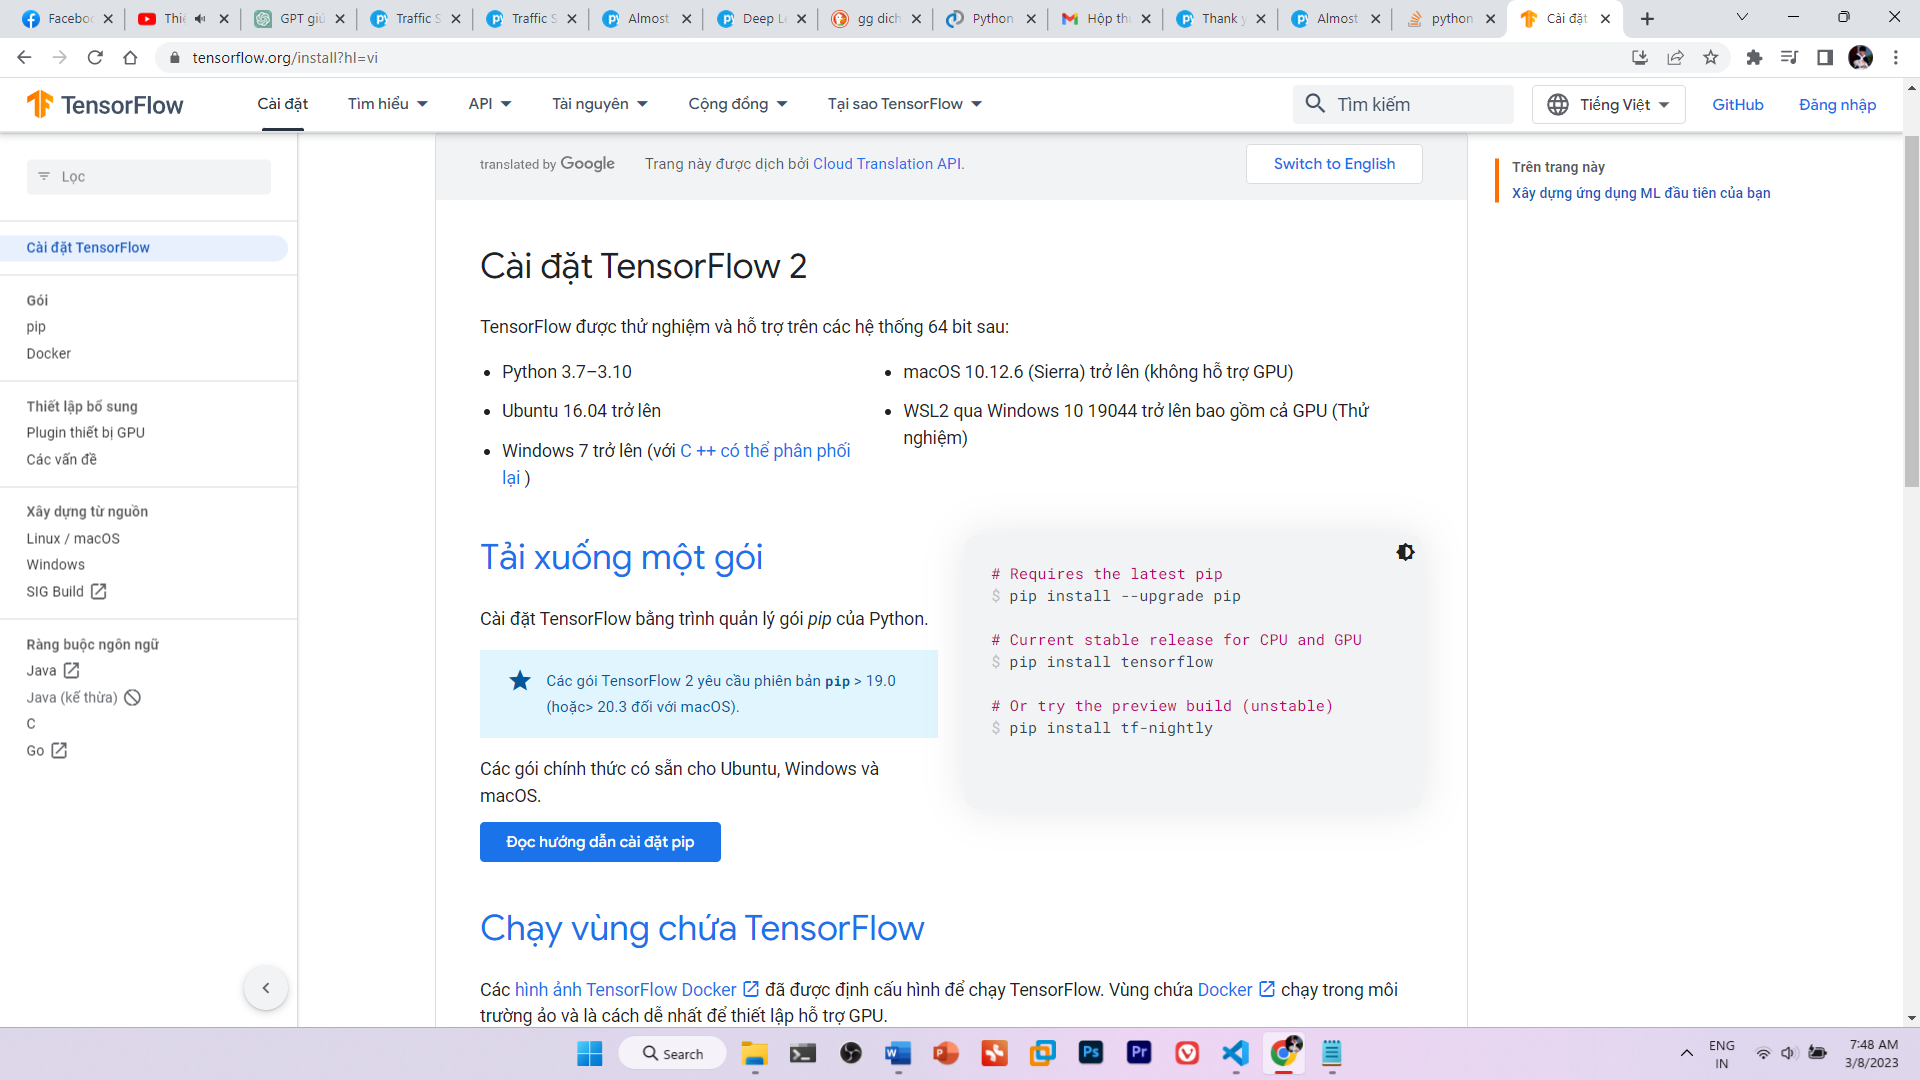 Facebo
Thiê
GPT giú
Traffic S
Traffic S
Almost
Deep Le
gg dich
Python
Hộp thư
Thank y
Almost
python
Cài đặt
tensorflow.org/install?hl=vi
TensorFlow
Cài đặt
Tìm hiểu
API
Tài nguyên
Cộng đồng
Tại sao TensorFlow
Tìm kiếm
Tiếng Việt
GitHub
Đăng nhập
Lọc
Cài đặt TensorFlow
Gói
pip
Docker
Thiết lập bổ sung
Plugin thiết bị GPU
Các vấn đề
Xây dựng từ nguồn
Linux / macOS
Windows
SIG Build
Ràng buộc ngôn ngữ
Java
Java (kế thừa)
C
Go
translated by Google
Trang này được dịch bởi Cloud Translation API.
Switch to English
Cài đặt TensorFlow 2
TensorFlow được thử nghiệm và hỗ trợ trên các hệ thống 64 bit sau:
• Python 3.7–3.10
• Ubuntu 16.04 trở lên
• Windows 7 trở lên (với C ++ có thể phân phối
lại )
• macOS 10.12.6 (Sierra) trở lên (không hỗ trợ GPU)
• WSL2 qua Windows 10 19044 trở lên bao gồm cả GPU (Thử
nghiệm)
Tải xuống một gói
Cài đặt TensorFlow bằng trình quản lý gói pip của Python.
Các gói TensorFlow 2 yêu cầu phiên bản pip > 19.0
(hoặc> 20.3 đối với macOS).
Các gói chính thức có sẵn cho Ubuntu, Windows và
macOS.
Đọc hướng dẫn cài đặt pip
# Requires the latest pip
$ pip install --upgrade pip
# Current stable release for CPU and GPU
$ pip install tensorflow
# Or try the preview build (unstable)
$ pip install tf-nightly
Chạy vùng chứa TensorFlow
Các hình ảnh TensorFlow Docker đã được định cấu hình để chạy TensorFlow. Vùng chứa Docker chạy trong môi
trường ảo và là cách dễ nhất để thiết lập hỗ trợ GPU.
Trên trang này
Xây dựng ứng dụng ML đầu tiên của bạn
Search
Ps
Pr
ENG
IN
7:48 AM
3/8/2023